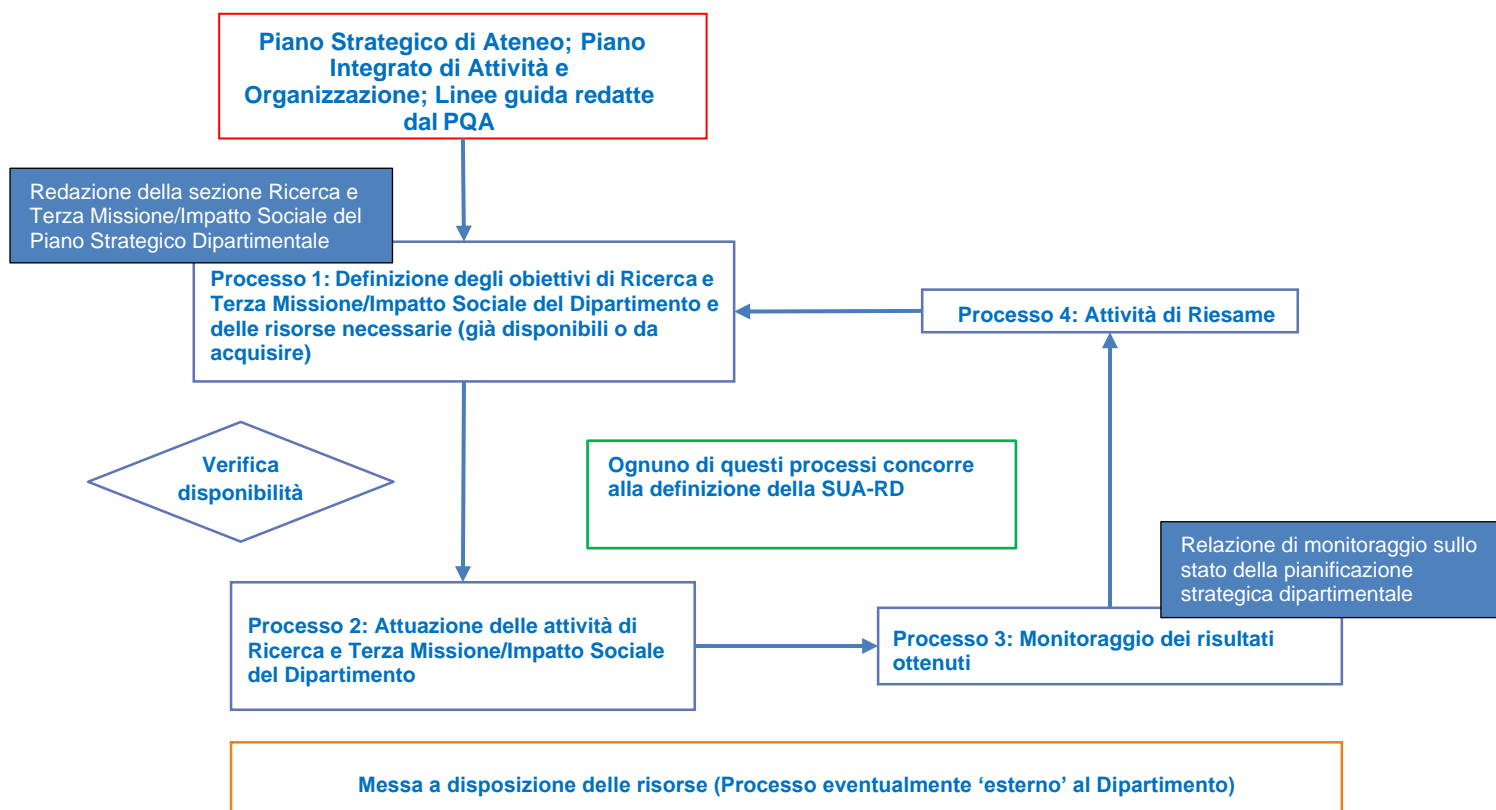 Piano Strategico di Ateneo; Piano
Integrato di Attività e
Organizzazione; Linee guida redatte
dal PQA
Redazione della sezione Ricerca e
Terza Missione/Impatto Sociale del
Piano Strategico Dipartimentale
Processo 1: Definizione degli obiettivi di Ricerca e
Terza Missione/Impatto Sociale del Dipartimento e
delle risorse necessarie (già disponibili o da
acquisire)
Processo 4: Attività di Riesame
Verifica
disponibilità
Ognuno di questi processi concorre
alla definizione della SUA-RD
Relazione di monitoraggio sullo
stato della pianificazione
strategica dipartimentale
Processo 2: Attuazione delle attività di
Ricerca e Terza Missione/Impatto Sociale
del Dipartimento
Processo 3: Monitoraggio dei risultati
ottenuti
Messa a disposizione delle risorse (Processo eventualmente ‘esterno’ al Dipartimento)